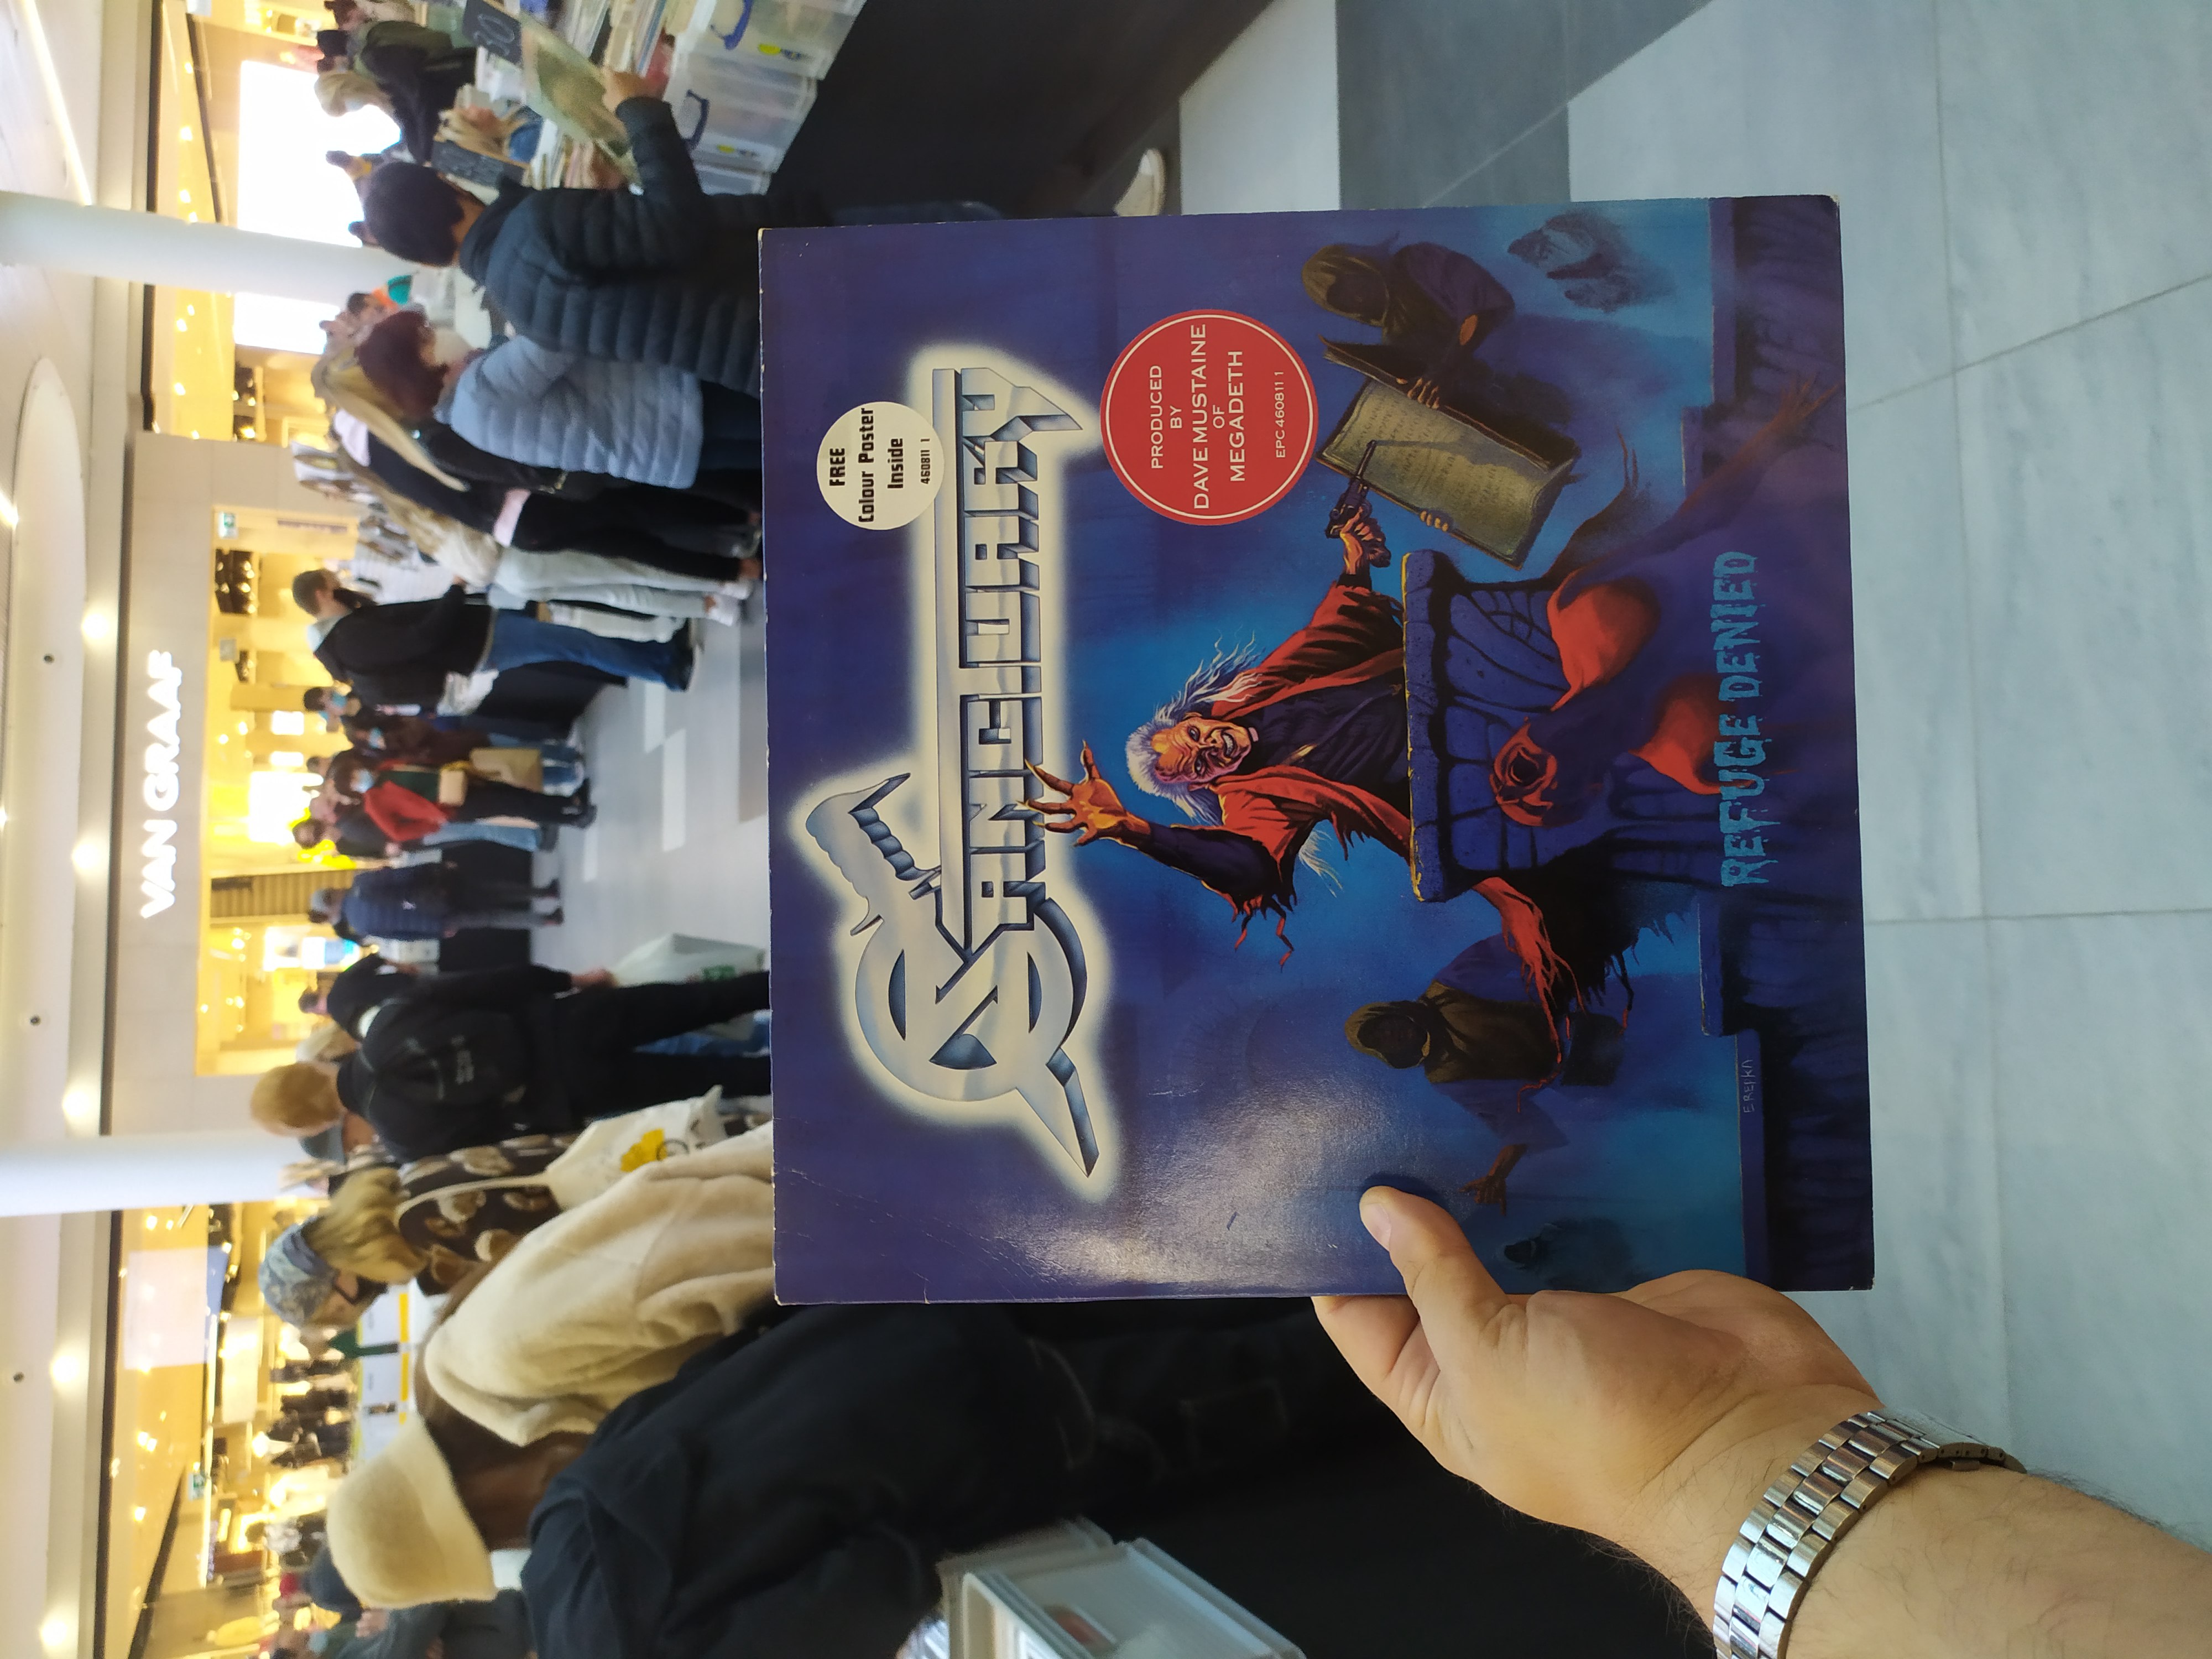 VAN GRAAF
FREE
Colour Poster
Inside
460811 1
SANCTUARY
PRODUCED
BY
DAVE MUSTAINE
OF
MEGADETH
EPC 460811 1
REFUGE DENIED